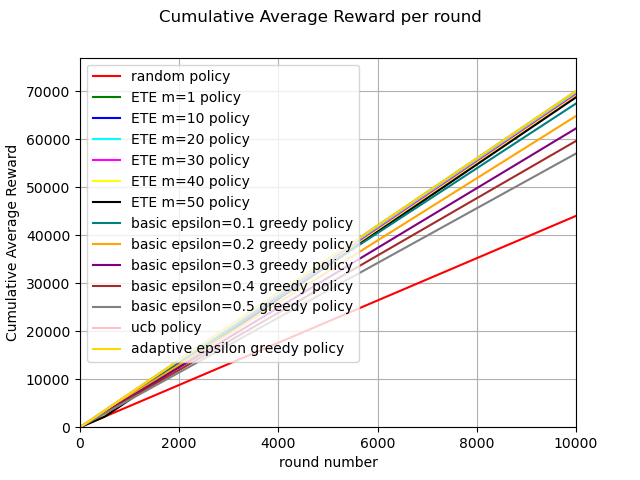 Cumulative Average Reward per round
Cumulative Average Reward
70000
60000
50000
40000
30000
20000
10000
0
random policy
ETE m=1 policy
ETE m=10 policy
ETE m=20 policy
ETE m=30 policy
ETE m=40 policy
ETE m=50 policy
basic epsilon=0.1 greedy policy
basic epsilon=0.2 greedy policy
basic epsilon=0.3 greedy policy
basic epsilon=0.4 greedy policy
basic epsilon=0.5 greedy policy
ucb policy
adaptive epsilon greedy policy
0 2000 4000 6000 8000 10000
round number